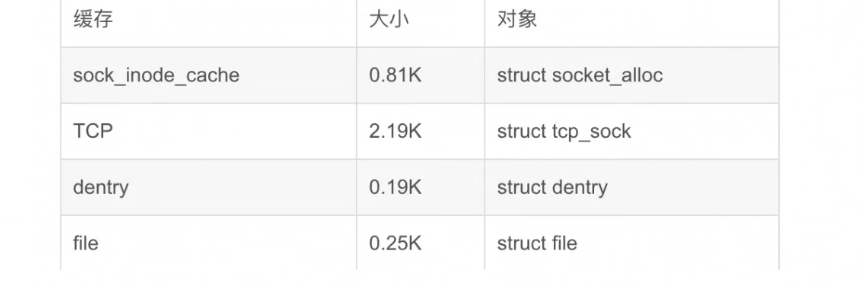 缓存 大小 对象
sock_inode_cache 0.81K struct socket_alloc
TCP 2.19K struct tcp_sock
dentry 0.19K struct dentry
file 0.25K struct file